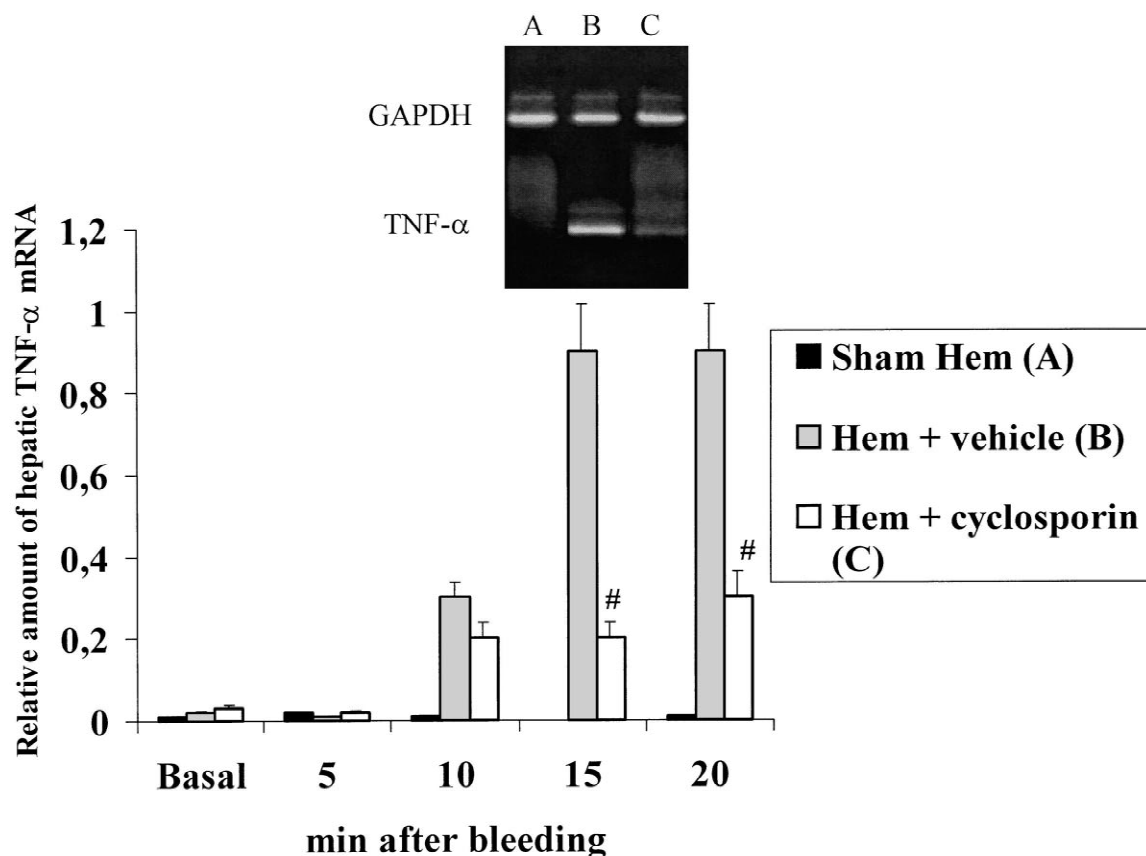 A B C
GAPDH
TNF-α
Relative amount of hepatic TNF-α mRNA
1,2
1
0,8
0,6
0,4
0,2
0
#
#
Sham Hem (A)
Hem + vehicle (B)
Hem + cyclosporin
(C)
Basal 5 10 15 20
min after bleeding